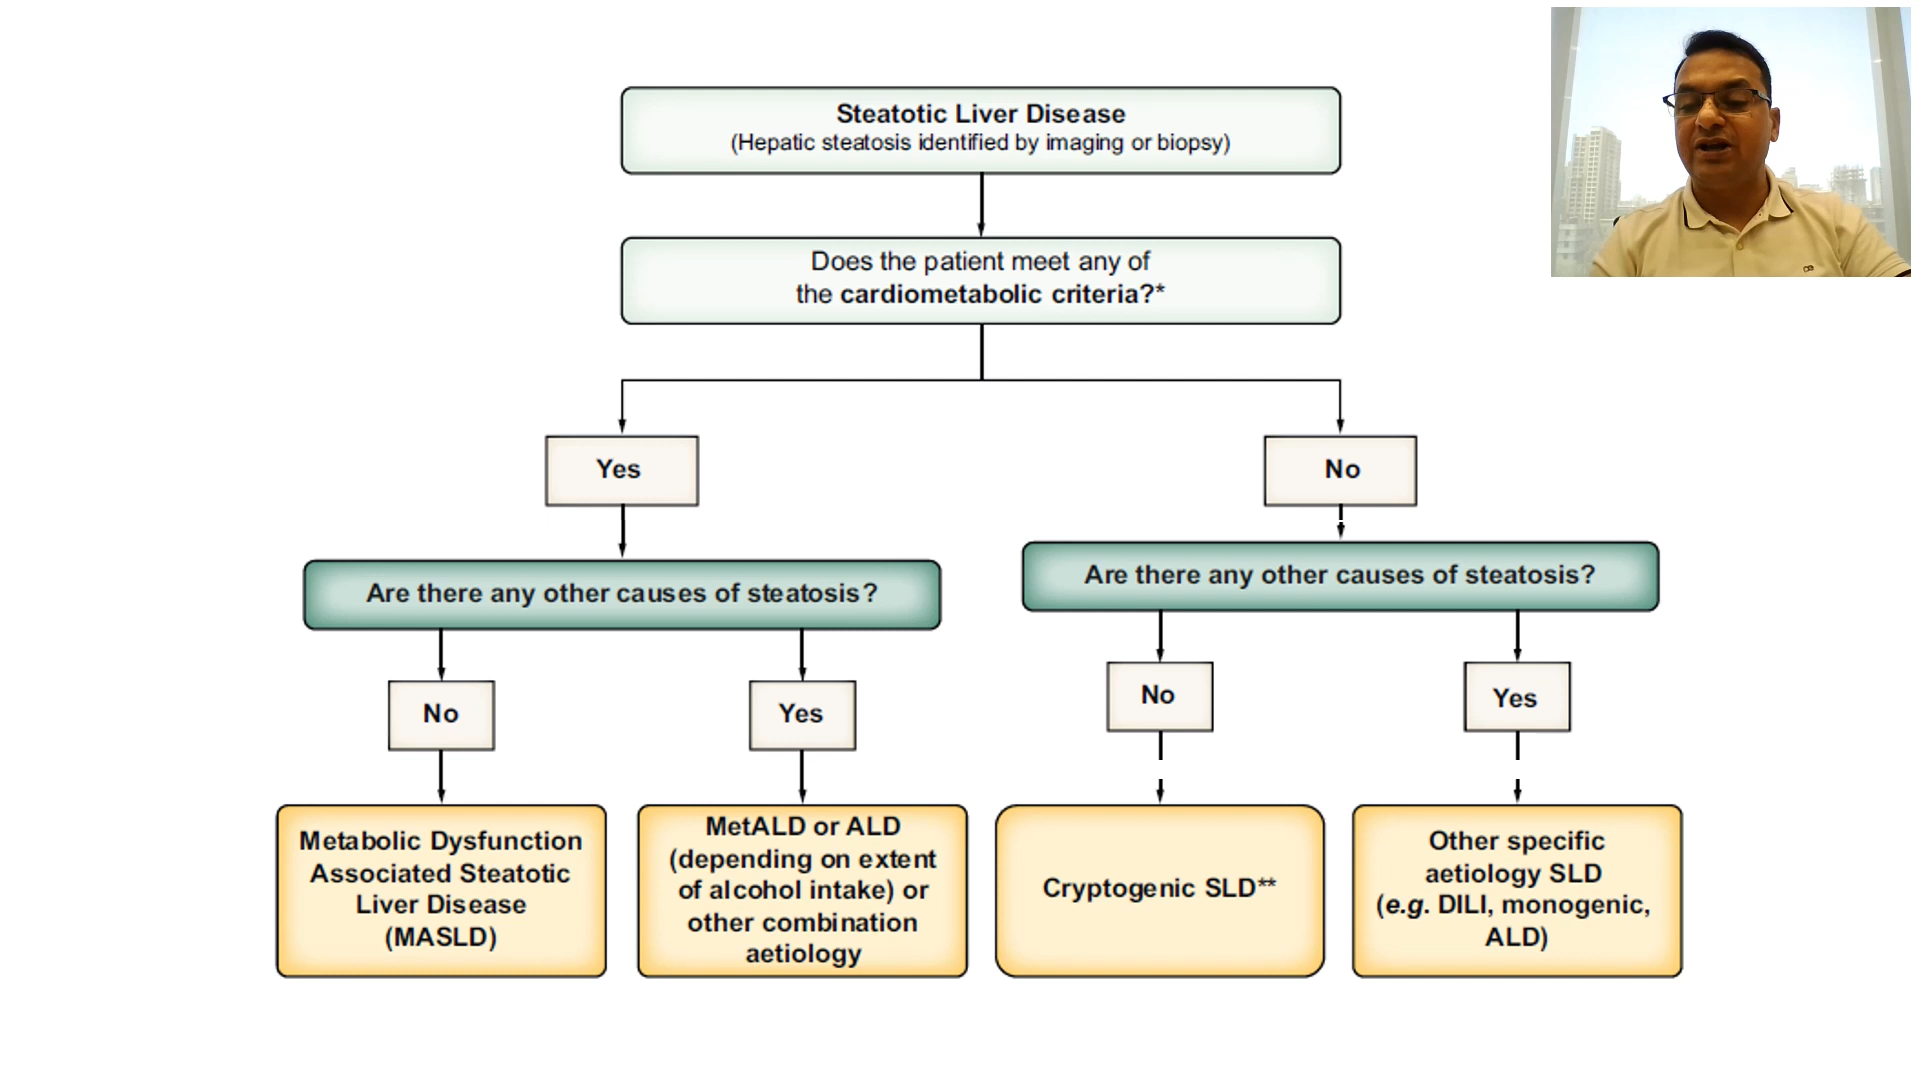 Steatotic Liver Disease
(Hepatic steatosis identified by imaging or biopsy)
Does the patient meet any of
the cardiometabolic criteria?*
Yes
No
Are there any other causes of steatosis?
Are there any other causes of steatosis?
No
Yes
No
Yes
Metabolic Dysfunction
Associated Steatotic
Liver Disease
(MASLD)
MetALD or ALD
(depending on extent
of alcohol intake) or
other combination
aetiology
Cryptogenic SLD**
Other specific
aetiology SLD
(e.g. DILI, monogenic,
ALD)